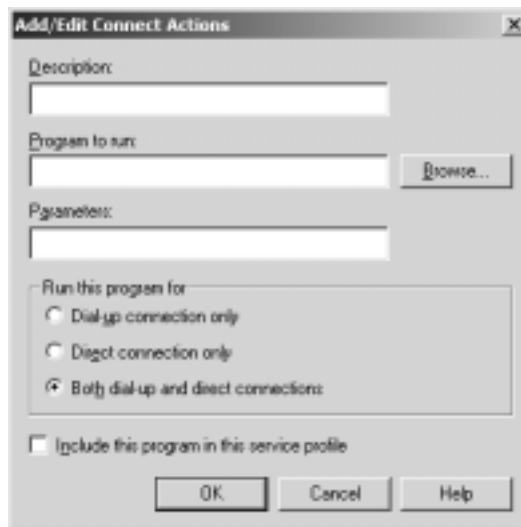 Add/Edit Connect Actions
Description:
Program to run:
Browse...
Parameters:
Run this program for
Dial-up connection only
Direct connection only
Both dial-up and direct connections
Include this program in this service profile
OK Cancel Help